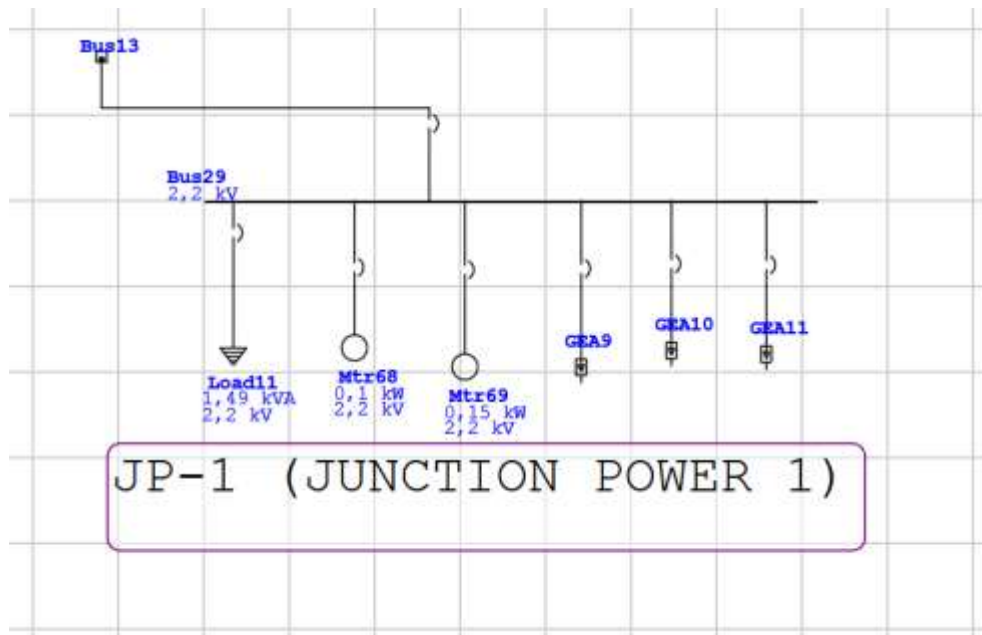 Bus13
Bus29
2,2 kV
GEA9
GEA10
GEA11
Load11
1,49 kVA
2,2 kV
Mtr68
0,1 kW
2,2 kV
Mtr69
0,15 kW
2,2 kV
JP-1 (JUNCTION POWER 1)